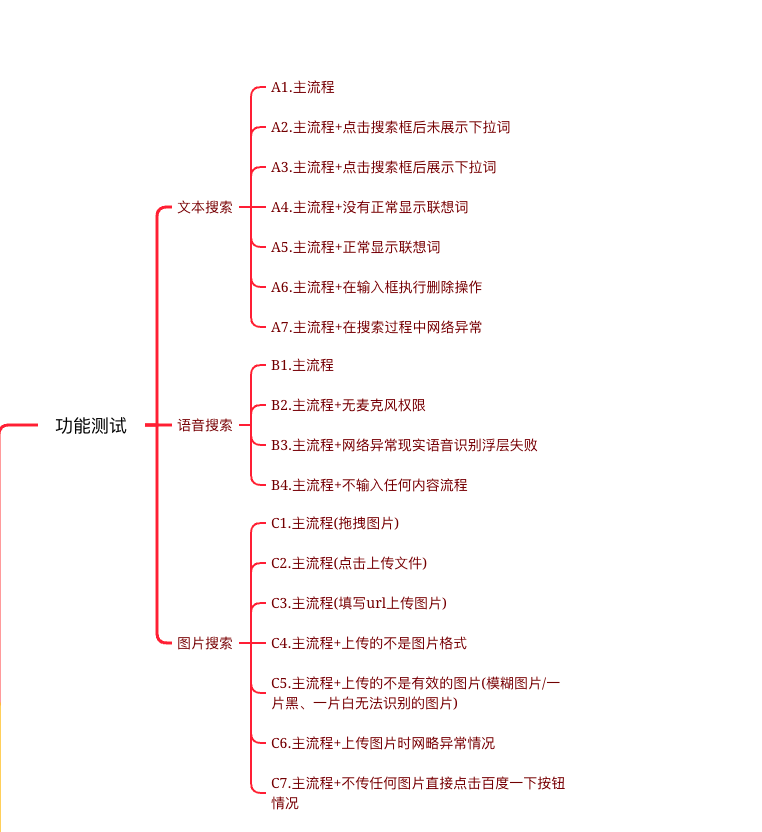 功能测试
文本搜索
A1.主流程
A2.主流程+点击搜索框后未展示下拉词
A3.主流程+点击搜索框后展示下拉词
A4.主流程+没有正常显示联想词
A5.主流程+正常显示联想词
A6.主流程+在输入框执行删除操作
A7.主流程+在搜索过程中网络异常
语音搜索
B1.主流程
B2.主流程+无麦克风权限
B3.主流程+网络异常现实语音识别浮层失败
B4.主流程+不输入任何内容流程
图片搜索
C1.主流程(拖拽图片)
C2.主流程(点击上传文件)
C3.主流程(填写url上传图片)
C4.主流程+上传的不是图片格式
C5.主流程+上传的不是有效的图片(模糊图片/一
片黑、一片白无法识别的图片)
C6.主流程+上传图片时网略异常情况
C7.主流程+不传任何图片直接点击百度一下按钮
情况